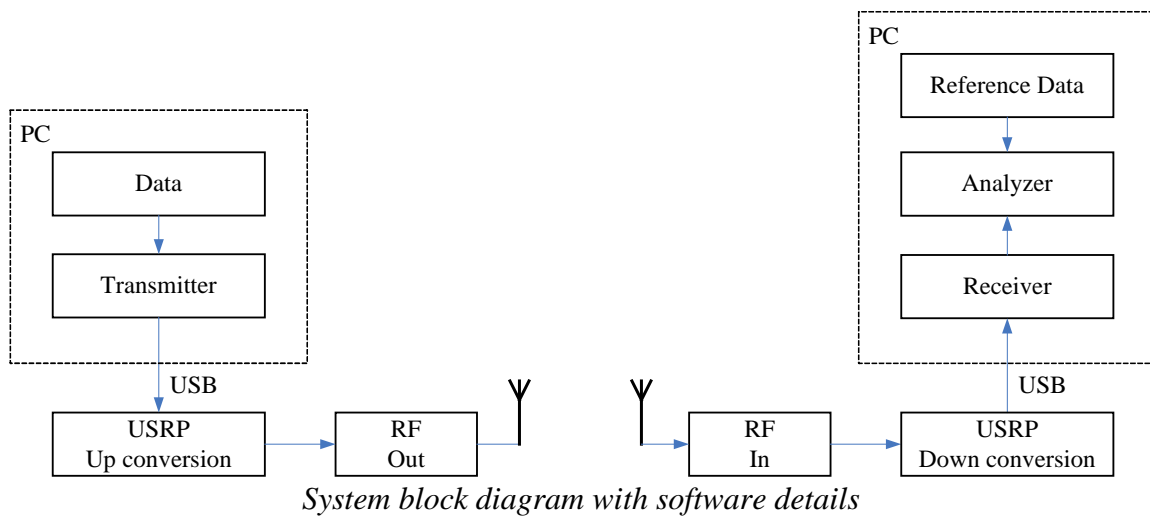 PC
Data
Transmitter
USB
USRP
Up conversion
RF
Out
PC
Reference Data
Analyzer
Receiver
USB
RF
In
USRP
Down conversion
System block diagram with software details